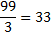 99/3 = 33